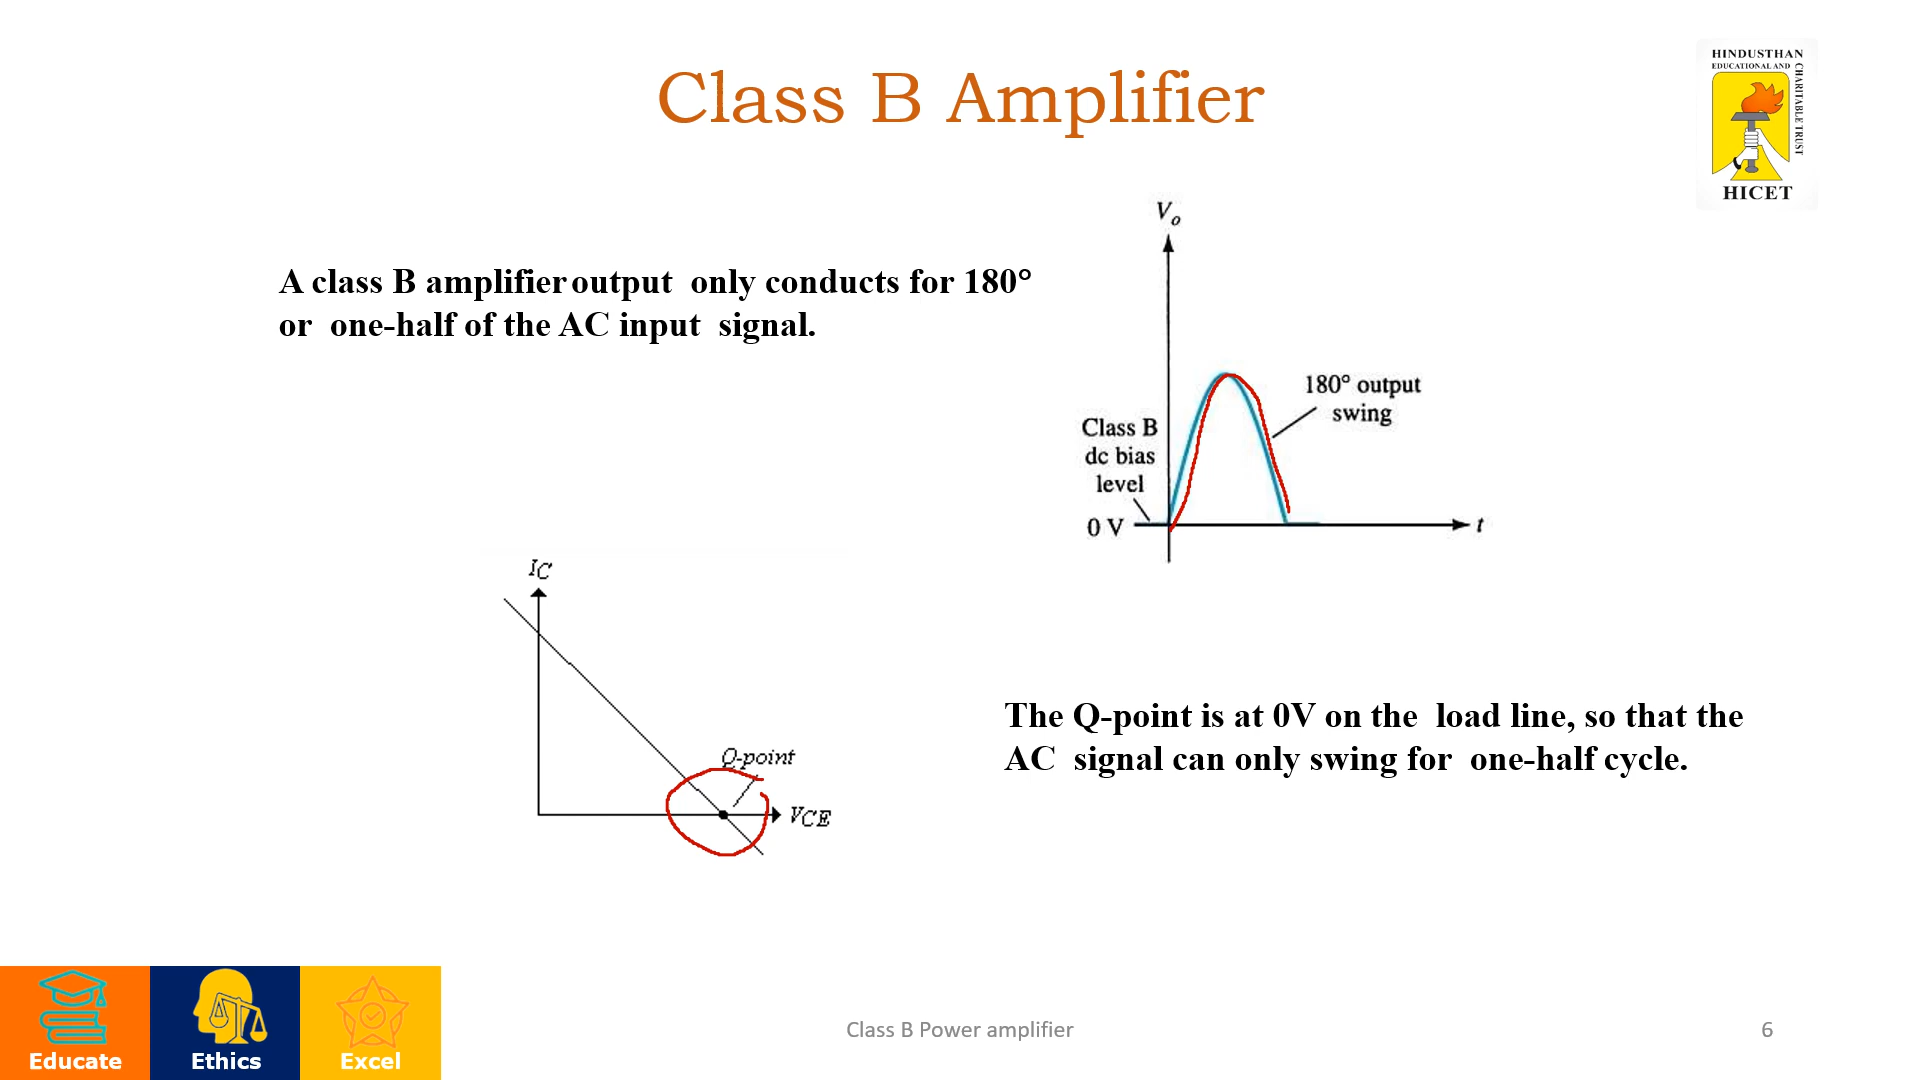 Class B Amplifier
HINDUSTHAN
EDUCATIONAL AND
CHARITABLE TRUST
HICET
A class B amplifier output only conducts for 180°
or one-half of the AC input signal.
Vo
180° output
swing
Class B
dc bias
level
0 V
t
IC
Q-point
VCE
The Q-point is at 0V on the load line, so that the
AC signal can only swing for one-half cycle.
Educate
Ethics
Excel
Class B Power amplifier
6